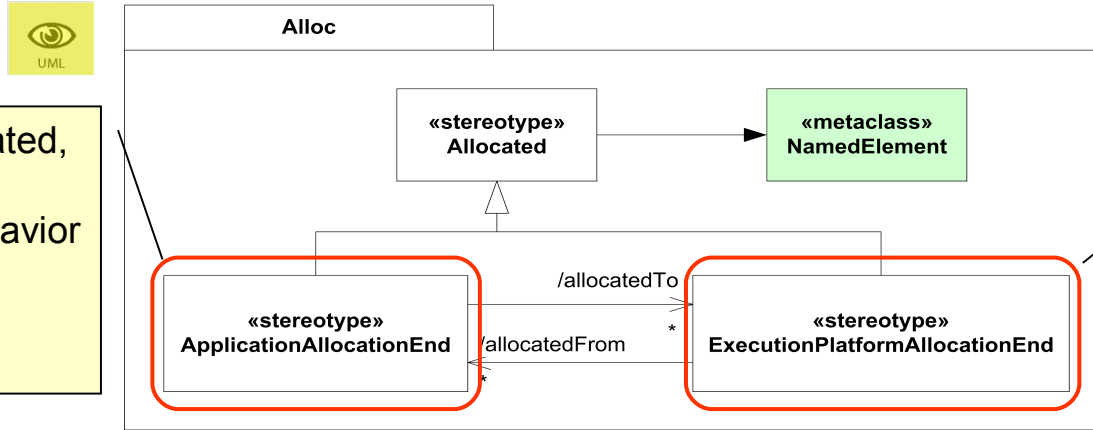 UML
Alloc
ated,
avior
«stereotype»
Allocated
«metaclass»
NamedElement
/allocatedTo
*
«stereotype»
ApplicationAllocationEnd
/allocatedFrom
*
«stereotype»
ExecutionPlatformAllocationEnd